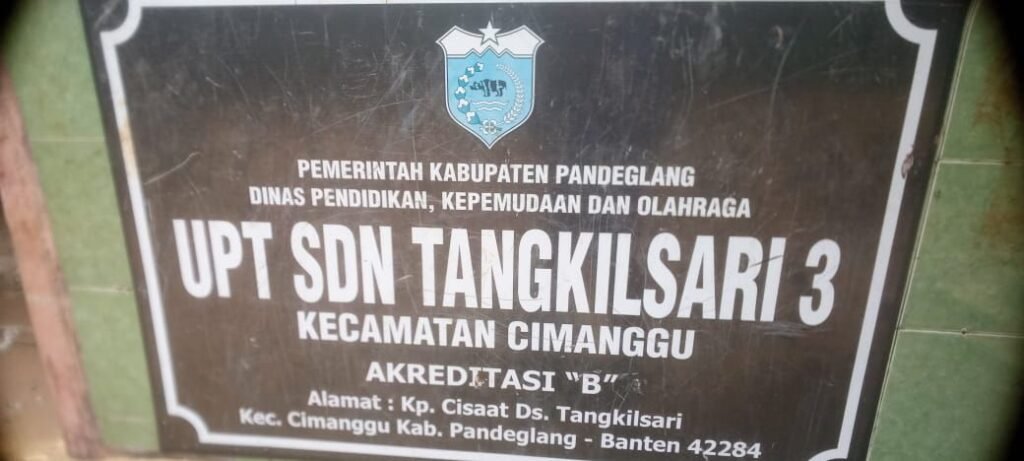 PEMERINTAH KABUPATEN PANDEGLANG
DINAS PENDIDIKAN, KEPEMUDAAN DAN OLAHRAGA
UPT SDN TANGKILSARI 3
KECAMATAN CIMANGGU
AKREDITASI "B"
Alamat : Kp. Cisaat Ds. Tangkilsari
Kec. Cimanggu Kab. Pandeglang - Banten 42284